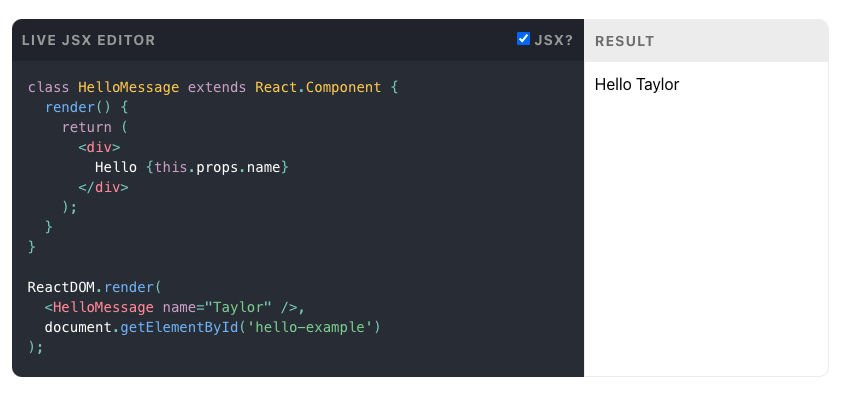 LIVE JSX EDITOR
JSX?
RESULT
class HelloMessage extends React.Component {
  render() {
    return (
      <div>
        Hello {this.props.name}
      </div>
    );
  }
}

ReactDOM.render(
  <HelloMessage name="Taylor" />,
  document.getElementById('hello-example')
);
Hello Taylor